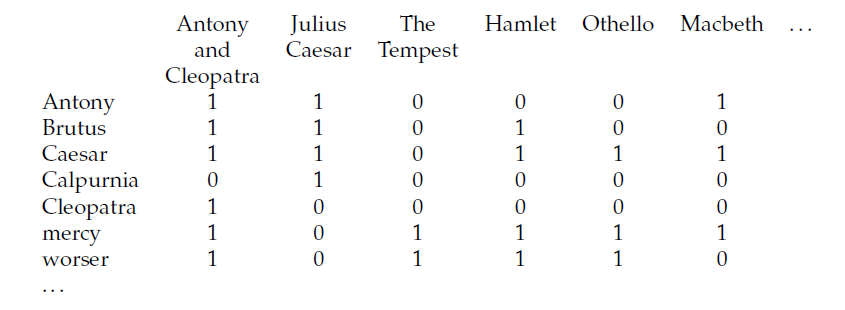 Antony Julius The Hamlet Othello Macbeth ...
and Caesar Tempest
Cleopatra
Antony 1 1 0 0 0 1
Brutus 1 1 0 1 0 0
Caesar 1 1 0 1 1 1
Calpurnia 0 1 0 0 0 0
Cleopatra 1 0 0 0 0 0
mercy 1 0 1 1 1 1
worser 1 0 1 1 1 0
...